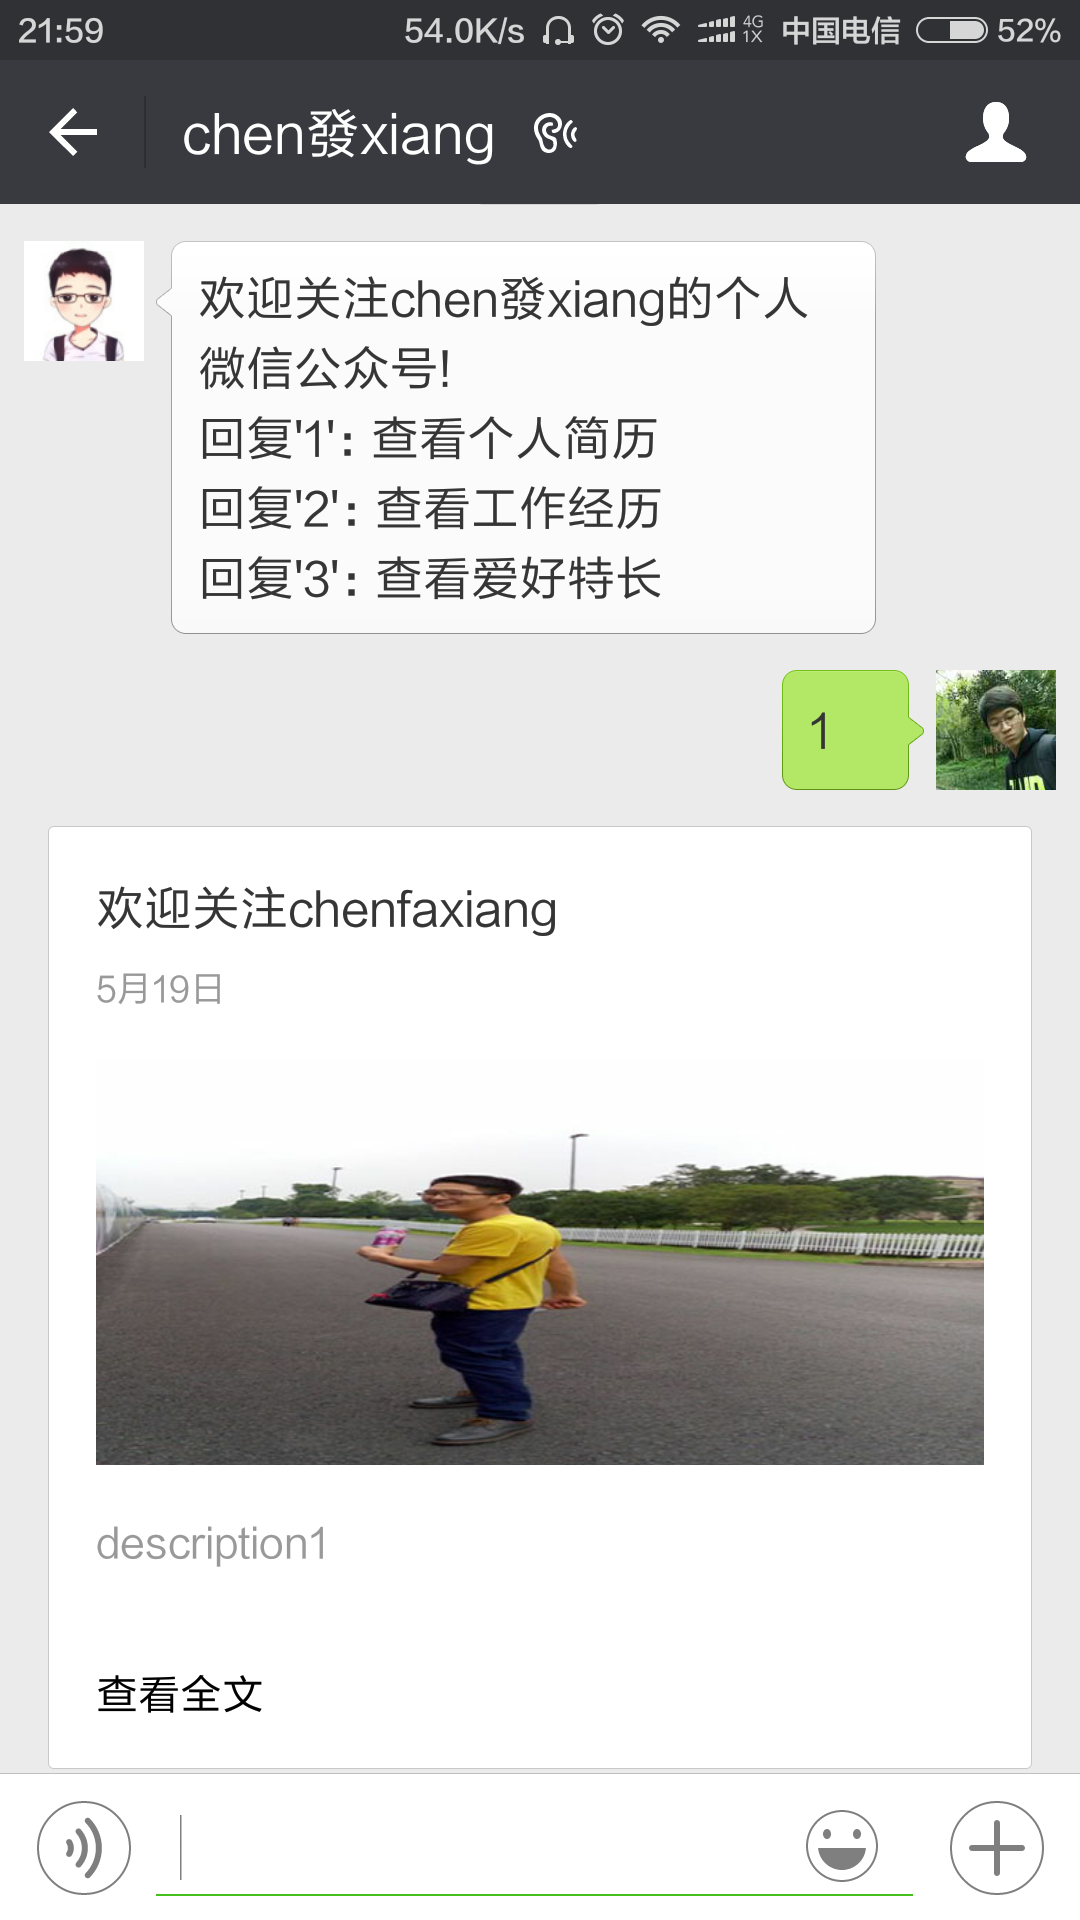 21:59 54.0K/s 4G 1X 中国电信 52%
chen發xiang
欢迎关注chen發xiang的个人
微信公众号!
回复'1': 查看个人简历
回复'2': 查看工作经历
回复'3': 查看爱好特长
1
欢迎关注chenfaxiang
5月19日
description1
查看全文